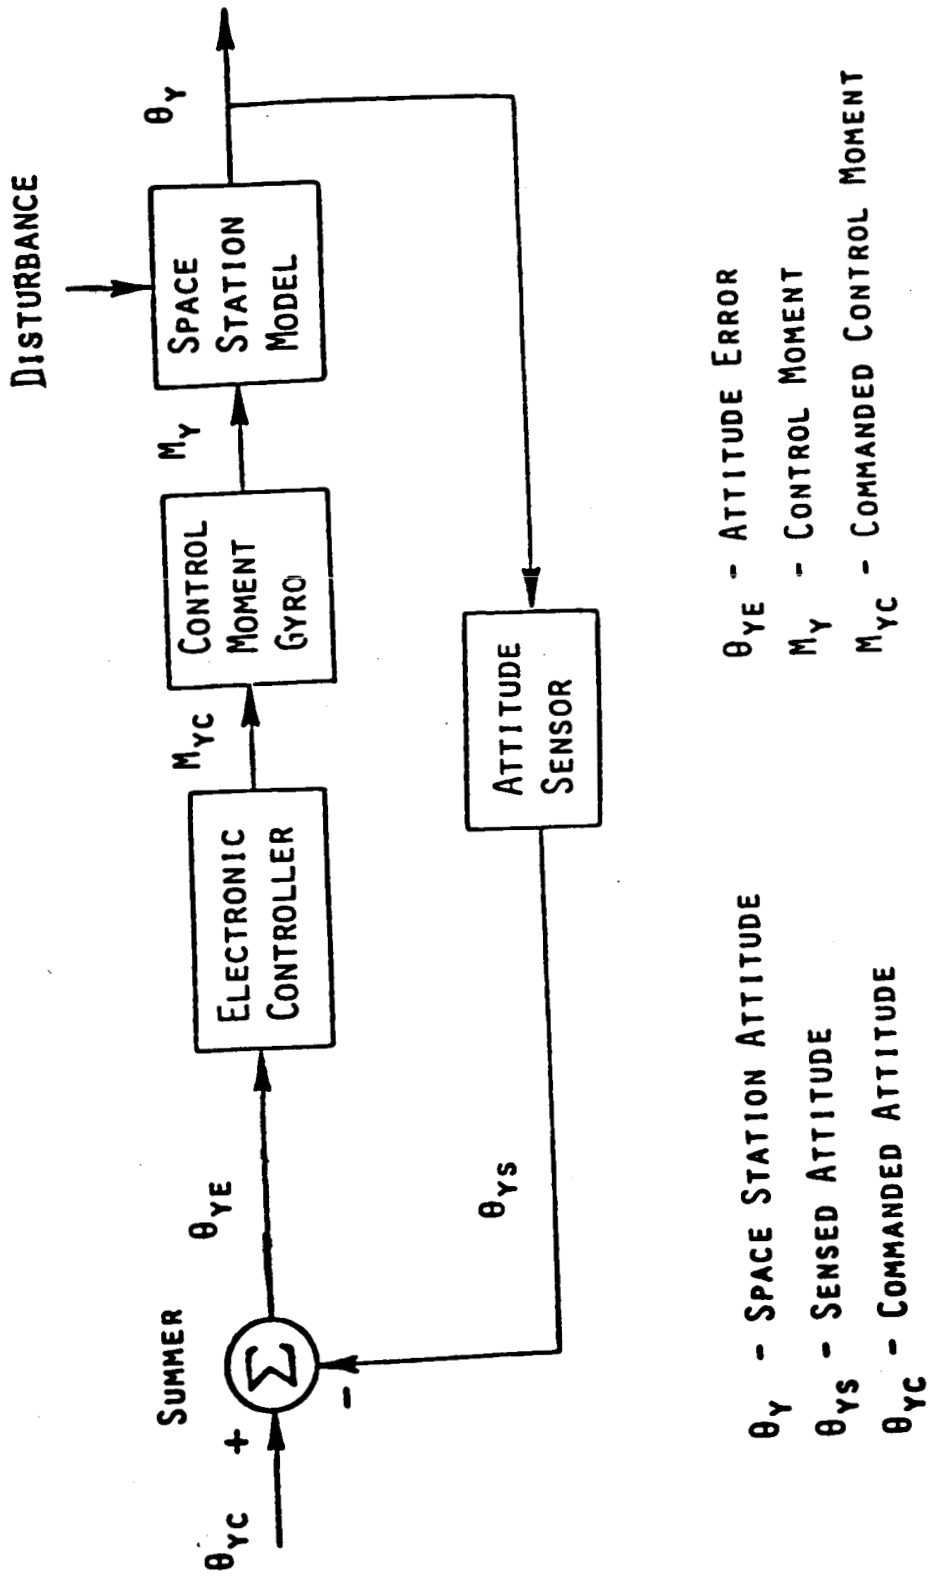 DISTURBANCE
θYC
+
-
SUMMER
Σ
θYE
ELECTRONIC
CONTROLLER
MYC
CONTROL
MOMENT
GYRO
MY
SPACE
STATION
MODEL
θY
ATTITUDE
SENSOR
θYS
θY - SPACE STATION ATTITUDE
θYS - SENSED ATTITUDE
θYC - COMMANDED ATTITUDE
θYE - ATTITUDE ERROR
MY - CONTROL MOMENT
MYC - COMMANDED CONTROL MOMENT